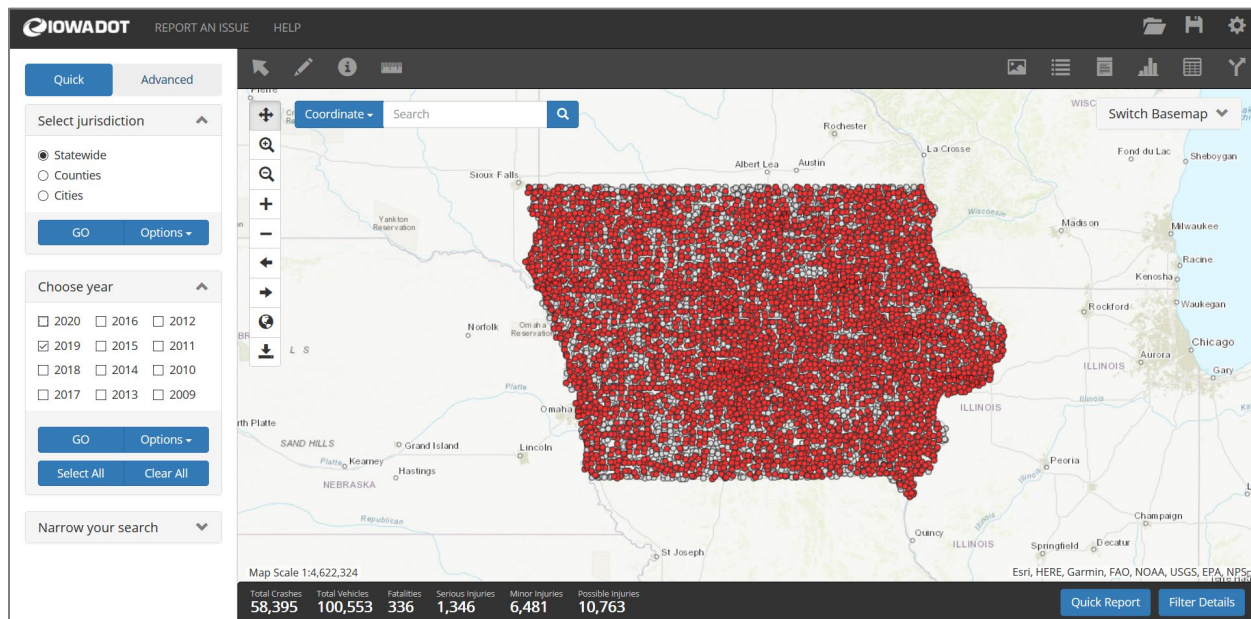 IOWADOT REPORT AN ISSUE HELP
Quick Advanced
Select jurisdiction
Statewide
Counties
Cities
GO Options
Choose year
2020 2016 2012
2019 2015 2011
2018 2014 2010
2017 2013 2009
GO Options
Select All Clear All
Narrow your search
Coordinate Search
Switch Basemap
Pierre
Rochester
La Crosse
Fond du Lac
Sheboygan
Albert Lea Austin
Sioux Falls
Wisconsin
Yankton
Reservation
Madison
Milwaukee
Racine
Kenosha
Waukegan
Rockford
Norfolk
Omaha
Reservation
L S
Chicago
Aurora
ILLINOIS
Gary
Platte
Illinois
Omaha
ILLINOIS
rth Platte
SAND HILLS
Grand Island
Lincoln
Platte
Kearney
Hastings
Peoria
NEBRASKA
Illinois
Republican
Champaign
Quincy
ILLINOIS
Springfield
Decatur
St Joseph
Map Scale 1:4,622,324
Esri, HERE, Garmin, FAO, NOAA, USGS, EPA, NPS
Total Crashes Total Vehicles Fatalities Serious Injuries Minor Injuries Possible Injuries
58,395 100,553 336 1,346 6,481 10,763
Quick Report Filter Details